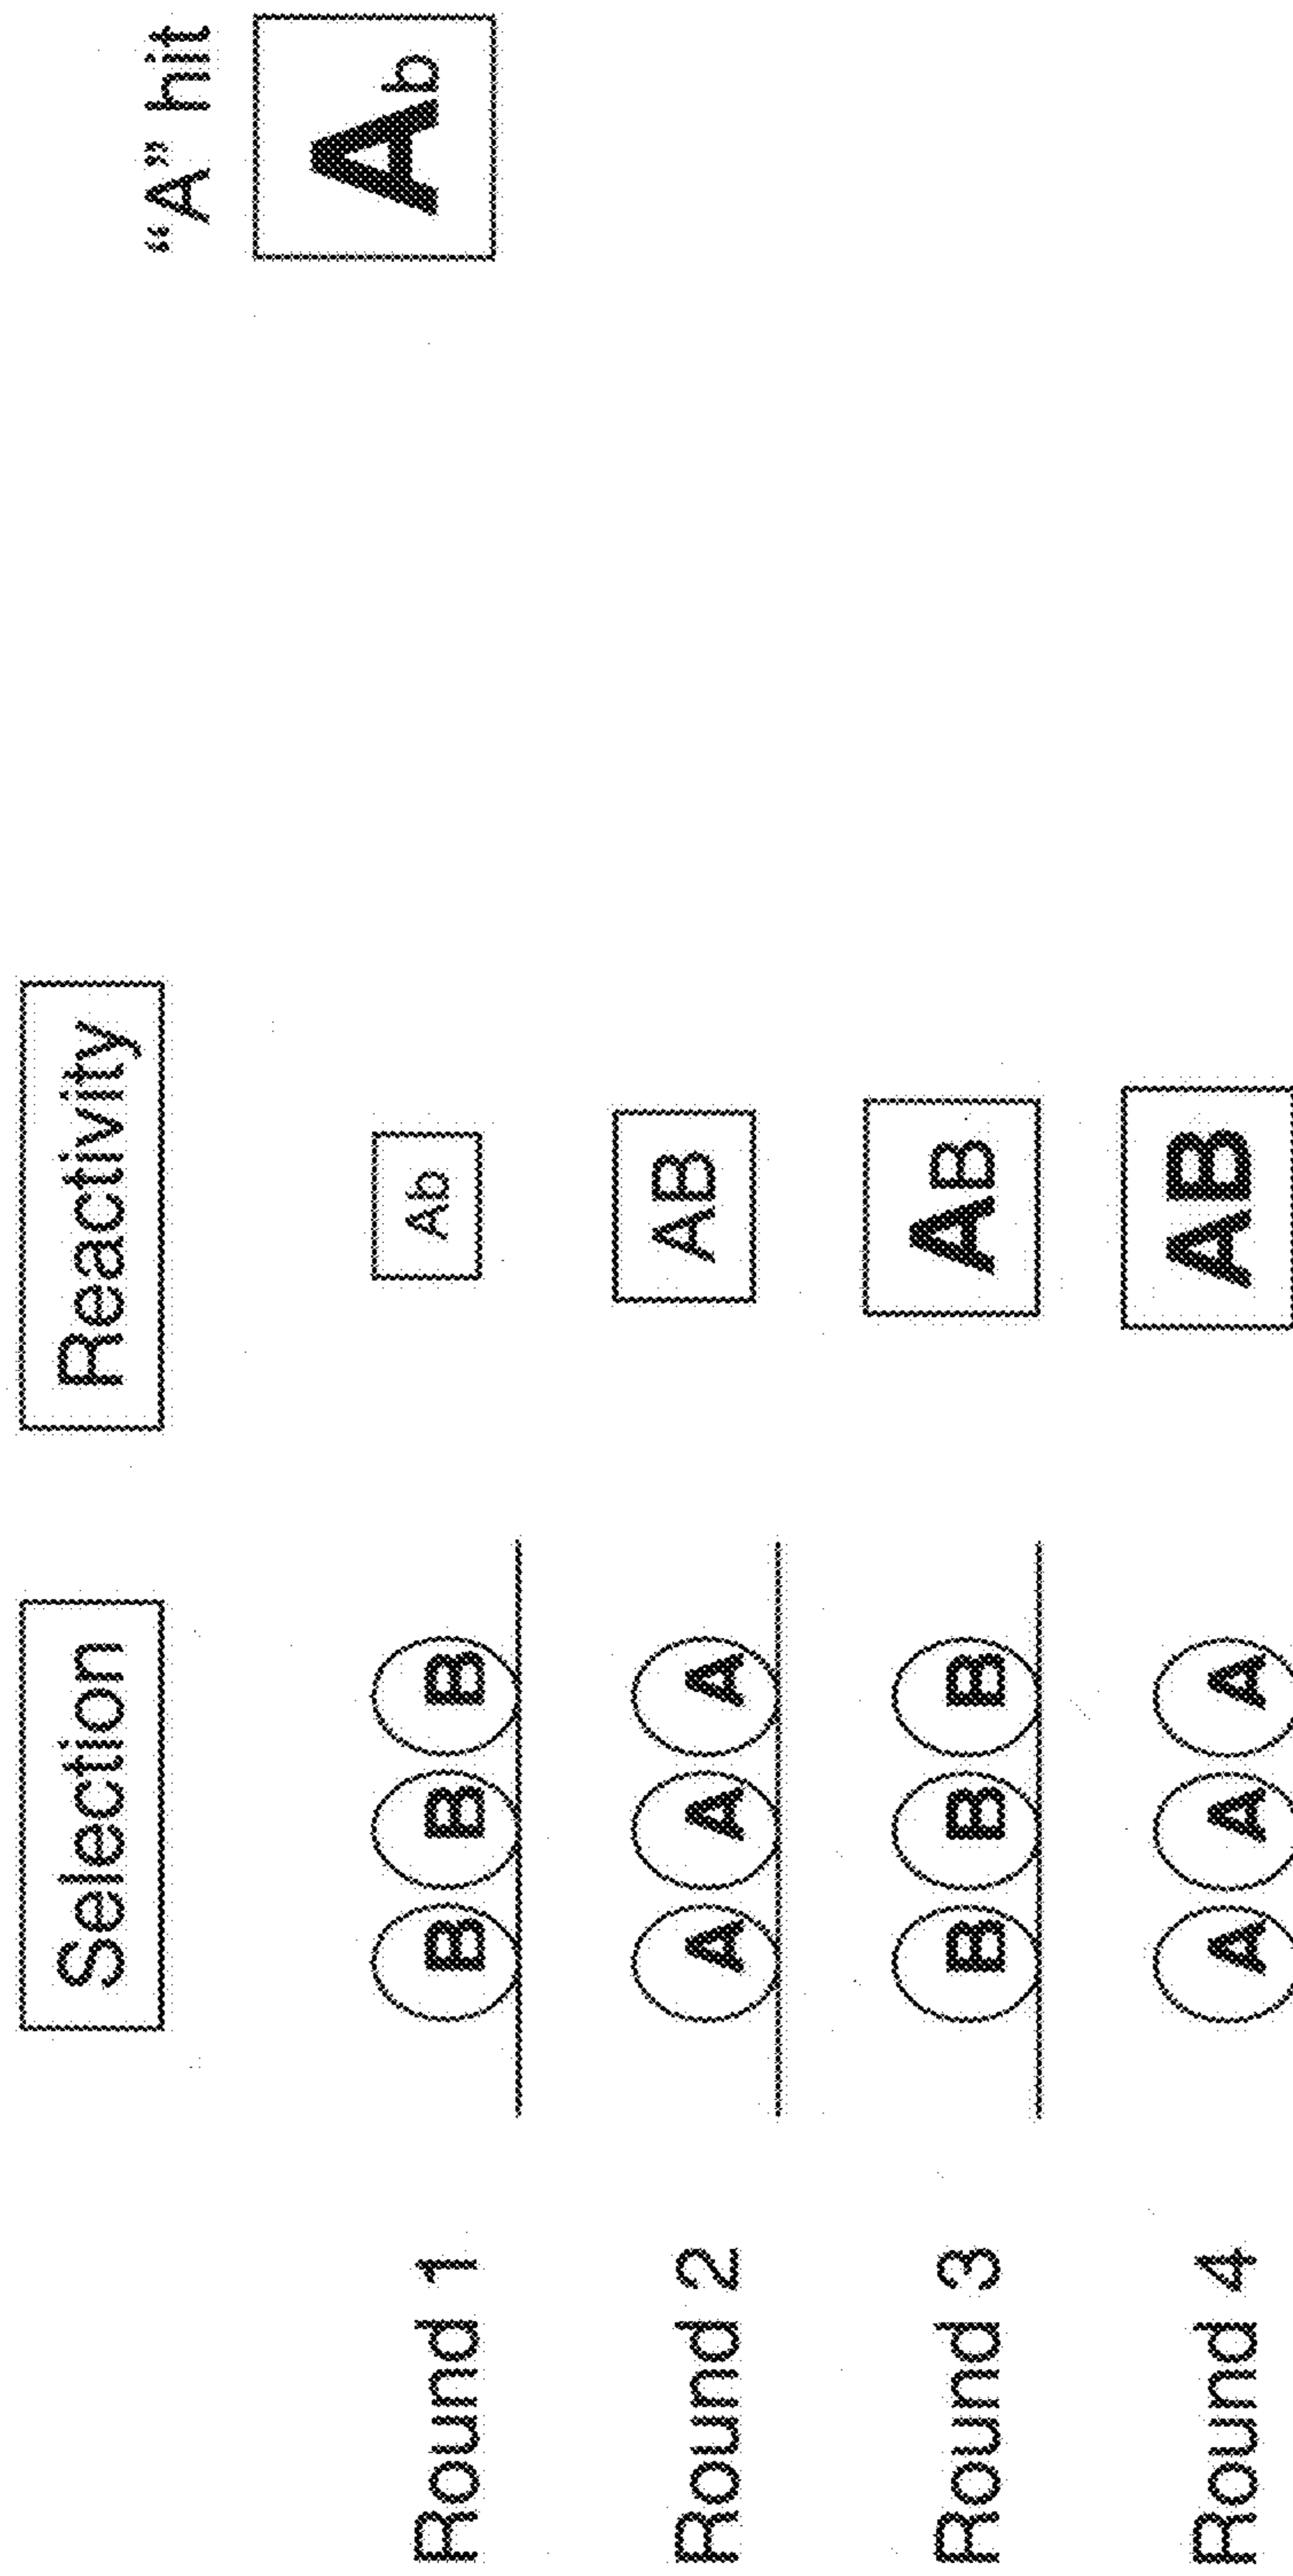 Selection Reactivity
“A” hit
Ab
Round 1 B B B Ab
Round 2 A A A AB
Round 3 B B B AB
Round 4 A A A AB